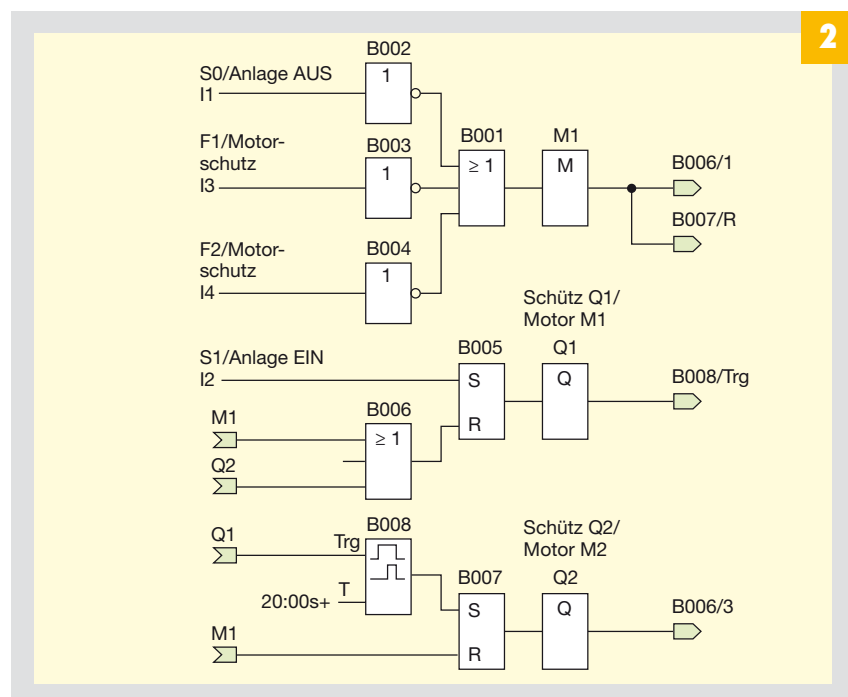 2
B002
S0/Anlage AUS
1
I1
F1/Motor-
schutz
B003
B001
M1
1
≥ 1
M
B006/1
I3
B007/R
F2/Motor-
schutz
B004
1
I4
Schütz Q1/
Motor M1
S1/Anlage EIN
B005
Q1
I2
S
Q
B008/Trg
M1
B006
R
≥ 1
Q2
Q1
B008
Trg
Schütz Q2/
Motor M2
B007
Q2
T
20:00s+
S
Q
B006/3
M1
R